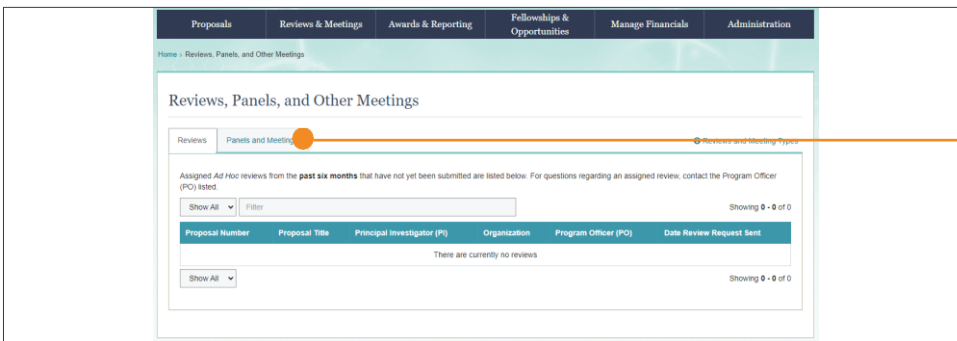 Proposals Reviews & Meetings Awards & Reporting Fellowships & Opportunities Manage Financials Administration
Home › Reviews, Panels, and Other Meetings
Reviews, Panels, and Other Meetings
Reviews Panels and Meeting Reviews and Meeting Types
Assigned Ad Hoc reviews from the past six months that have not yet been submitted are listed below. For questions regarding an assigned review, contact the Program Officer
(PO) listed.
Show All Filter Showing 0 - 0 of 0
Proposal Number Proposal Title Principal Investigator (PI) Organization Program Officer (PO) Date Review Request Sent
There are currently no reviews
Show All Showing 0 - 0 of 0